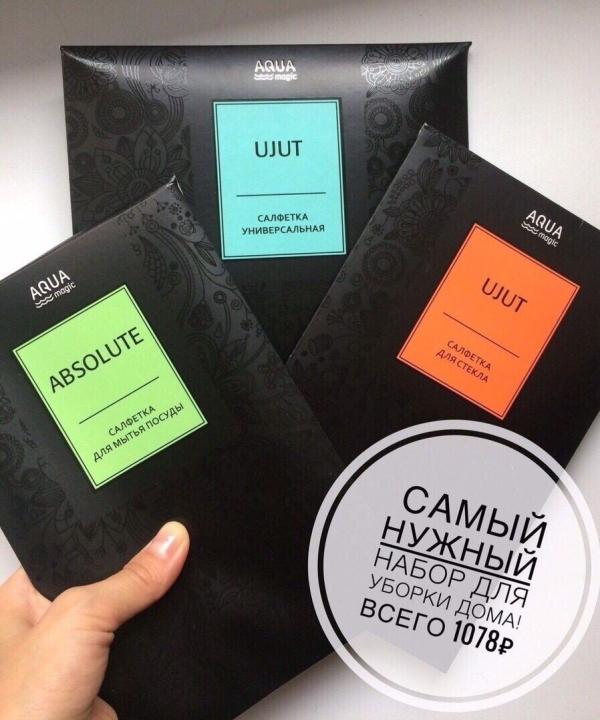 AQUA
magic
UJUT
САЛФЕТКА
УНИВЕРСАЛЬНАЯ
AQUA
magic
ABSOLUTE
САЛФЕТКА
ДЛЯ МЫТЬЯ ПОСУДЫ
AQUA
magic
UJUT
САЛФЕТКА
ДЛЯ СТЕКЛА
САМЫЙ
НУЖНЫЙ
НАБОР ДЛЯ
УБОРКИ ДОМА!
ВСЕГО 1078₽